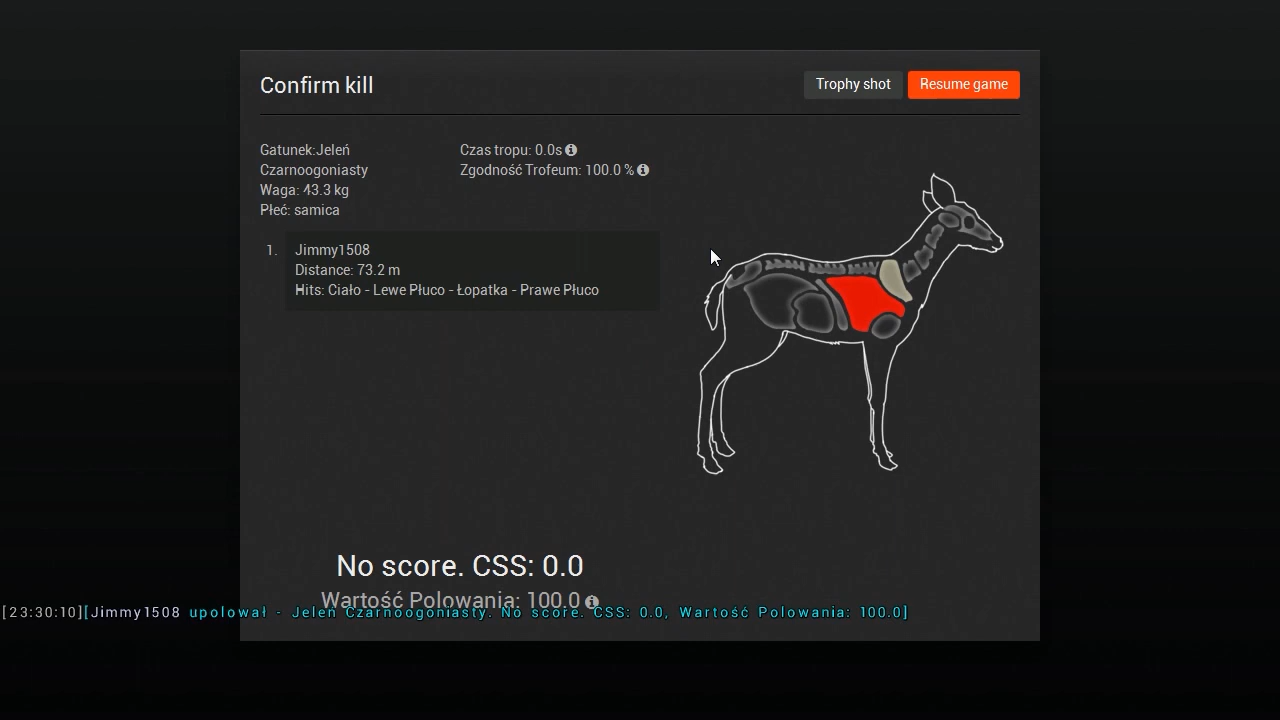 Confirm kill
Trophy shot
Resume game
Gatunek:Jeleń
Czarnoogoniasty
Waga: 43.3 kg
Płeć: samica
Czas tropu: 0.0s
Zgodność Trofeum: 100.0 %
1.
Jimmy1508
Distance: 73.2 m
Hits: Ciało - Lewe Płuco - Łopatka - Prawe Płuco
No score. CSS: 0.0
Wartość Polowania: 100.0
[23:30:10][Jimmy1508 upolował - Jeleń Czarnoogoniasty. No score. CSS: 0.0, Wartość Polowania: 100.0]